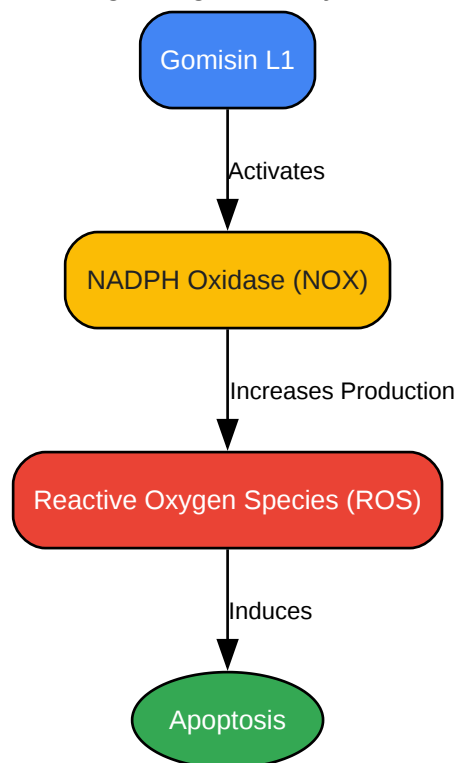 Gomisin L1
Activates
NADPH Oxidase (NOX)
Increases Production
Reactive Oxygen Species (ROS)
Induces
Apoptosis